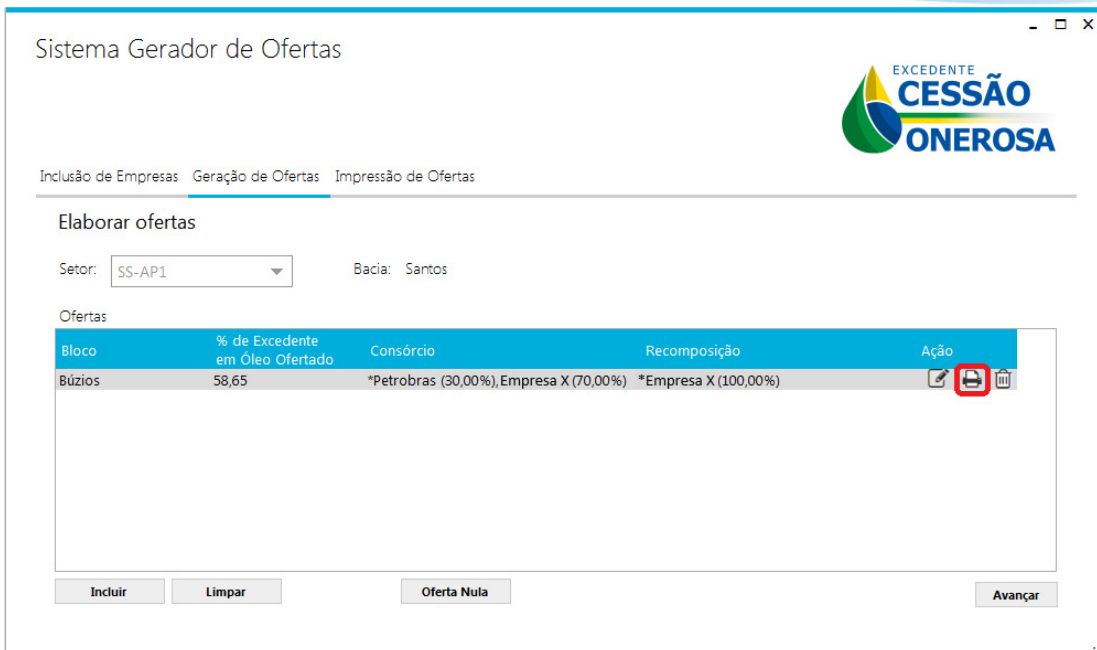 Sistema Gerador de Ofertas
EXCEDENTE
CESSÃO
ONEROSA
Inclusão de Empresas Geração de Ofertas Impressão de Ofertas
Elaborar ofertas
Setor: SS-AP1 Bacia: Santos
Ofertas
Bloco % de Excedente em Óleo Ofertado Consórcio Recomposição Ação
Búzios 58,65 *Petrobras (30,00%), Empresa X (70,00%) *Empresa X (100,00%)
Incluir Limpar Oferta Nula Avançar